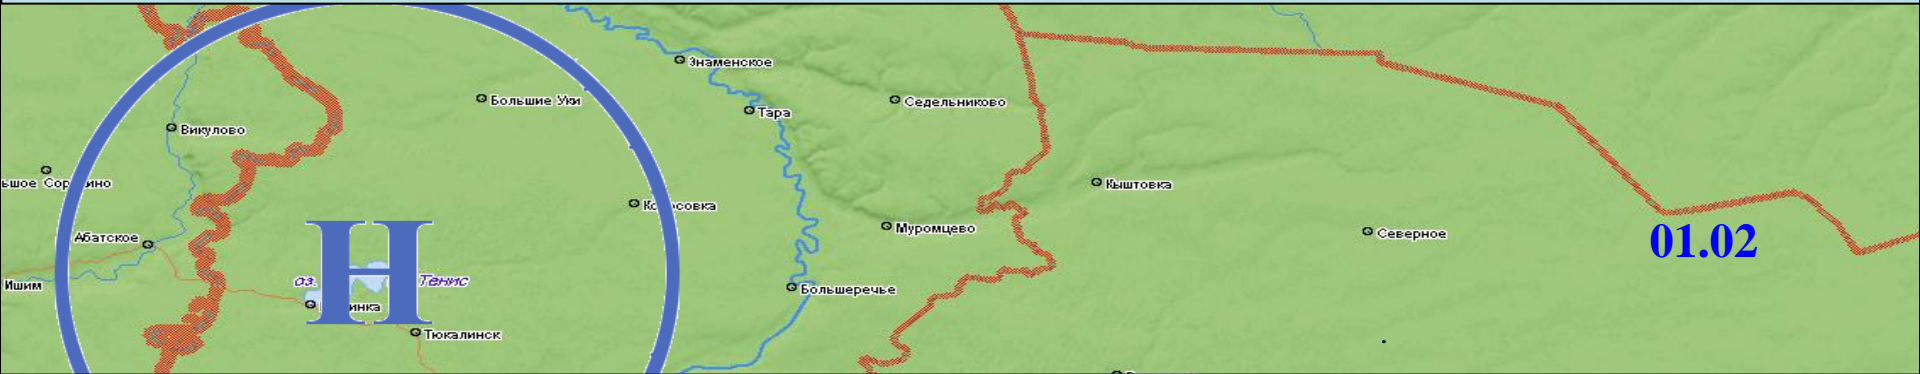 Знаменское
Большие Уки
Седельниково
Тара
Викулово
Кыштовка
Муромцево
Северное
Абатское
01.02
Н
оз.
Тенис
Ишим
Большеречье
Тюкалинск